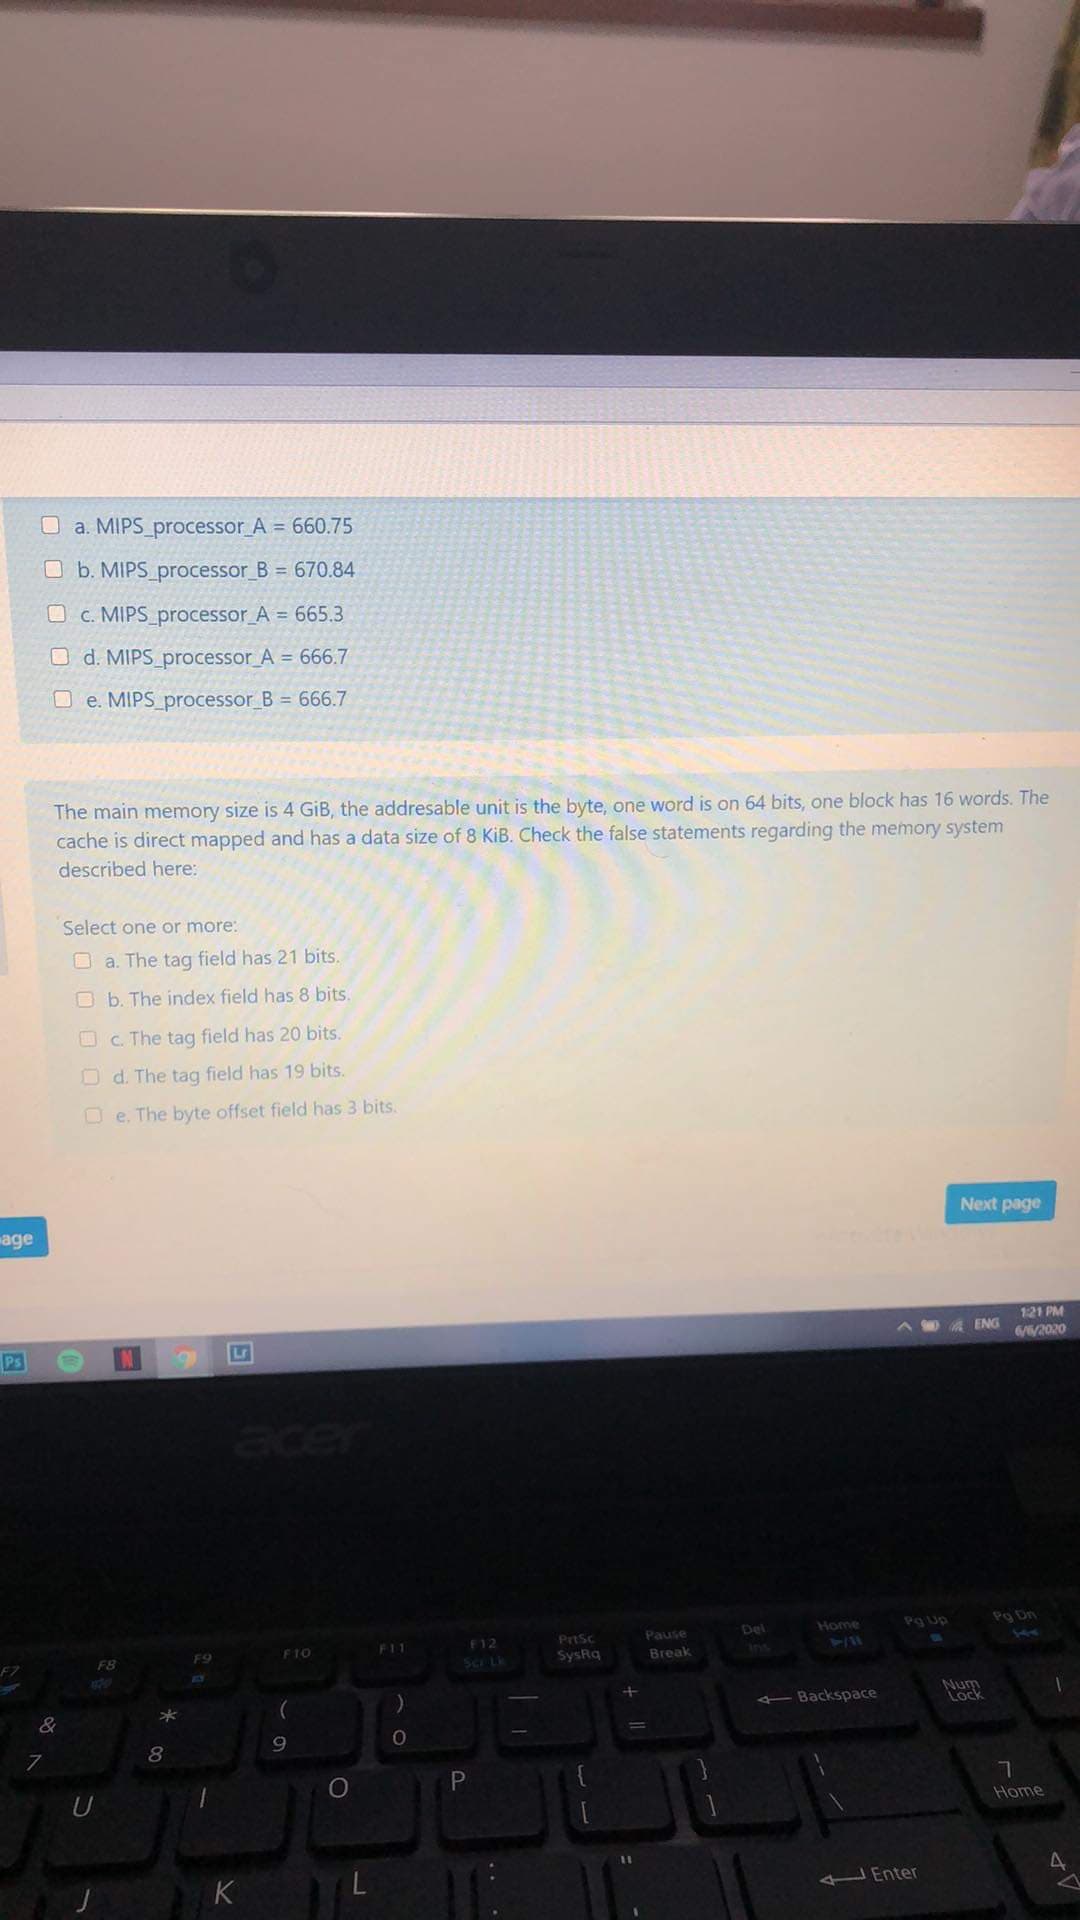 a. MIPS_processor_A = 660.75
b. MIPS_processor_B = 670.84
c. MIPS_processor_A = 665.3
d. MIPS_processor_A = 666.7
e. MIPS_processor_B = 666.7
The main memory size is 4 GiB, the addresable unit is the byte, one word is on 64 bits, one block has 16 words. The
cache is direct mapped and has a data size of 8 KiB. Check the false statements regarding the memory system
described here:
Select one or more:
a. The tag field has 21 bits.
b. The index field has 8 bits.
c. The tag field has 20 bits.
d. The tag field has 19 bits.
e. The byte offset field has 3 bits.
Next page
age
1:21 PM
ENG
6/6/2020
Ps
N
Lr
acer
F7 F8 F9 F10 F11 F12 PrtSc Pause Del Home Pg Up Pg Dn
Scr Lk SysRq Break Ins
& * ( ) _ + Backspace Num
7 8 9 0 - = Lock
U I O P { } | 7
[ ] \ Home
J K L : " Enter 4
; '